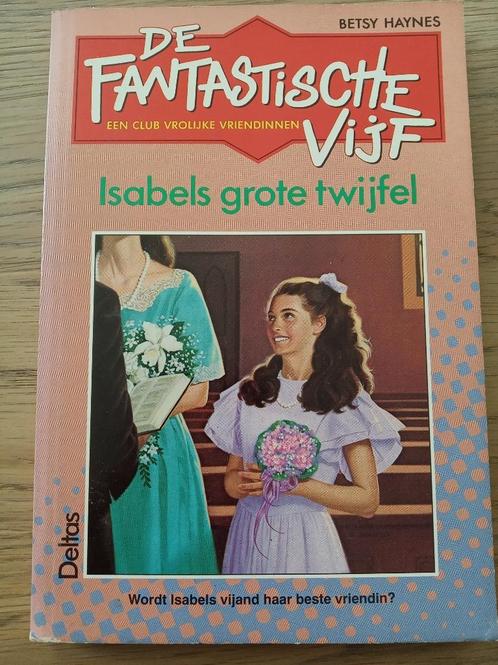 BETSY HAYNES
DE
FANTASTISCHE
EEN CLUB VROLIJKE VRIENDINNEN
VIJF
Isabels grote twijfel
Deltas
Wordt Isabels vijand haar beste vriendin?